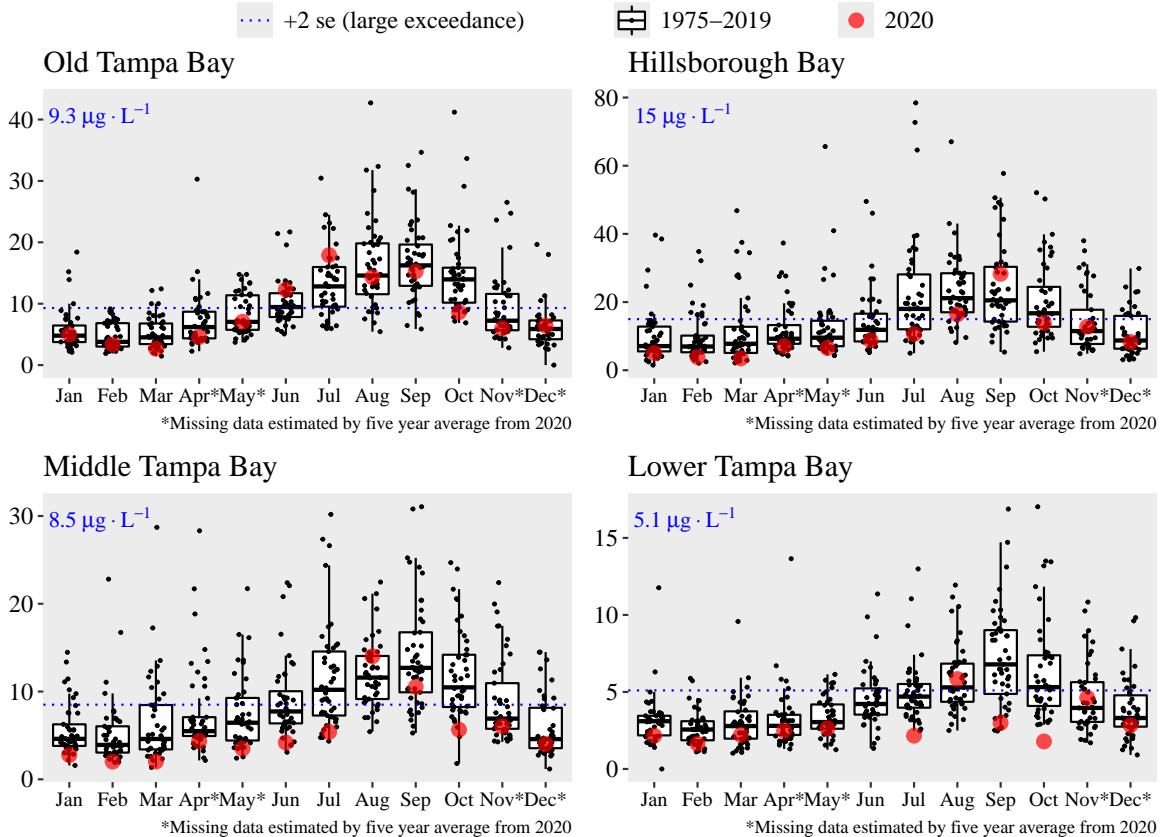 +2 se (large exceedance) 1975−2019 2020
Old Tampa Bay
9.3 μg ⋅ L−1
40
30
20
10
0
Jan Feb Mar Apr* May* Jun Jul Aug Sep Oct Nov* Dec*
*Missing data estimated by five year average from 2020
Hillsborough Bay
15 μg ⋅ L−1
80
60
40
20
0
Jan Feb Mar Apr* May* Jun Jul Aug Sep Oct Nov* Dec*
*Missing data estimated by five year average from 2020
Middle Tampa Bay
8.5 μg ⋅ L−1
30
20
10
0
Jan Feb Mar Apr* May* Jun Jul Aug Sep Oct Nov* Dec*
*Missing data estimated by five year average from 2020
Lower Tampa Bay
5.1 μg ⋅ L−1
15
10
5
0
Jan Feb Mar Apr* May* Jun Jul Aug Sep Oct Nov* Dec*
*Missing data estimated by five year average from 2020